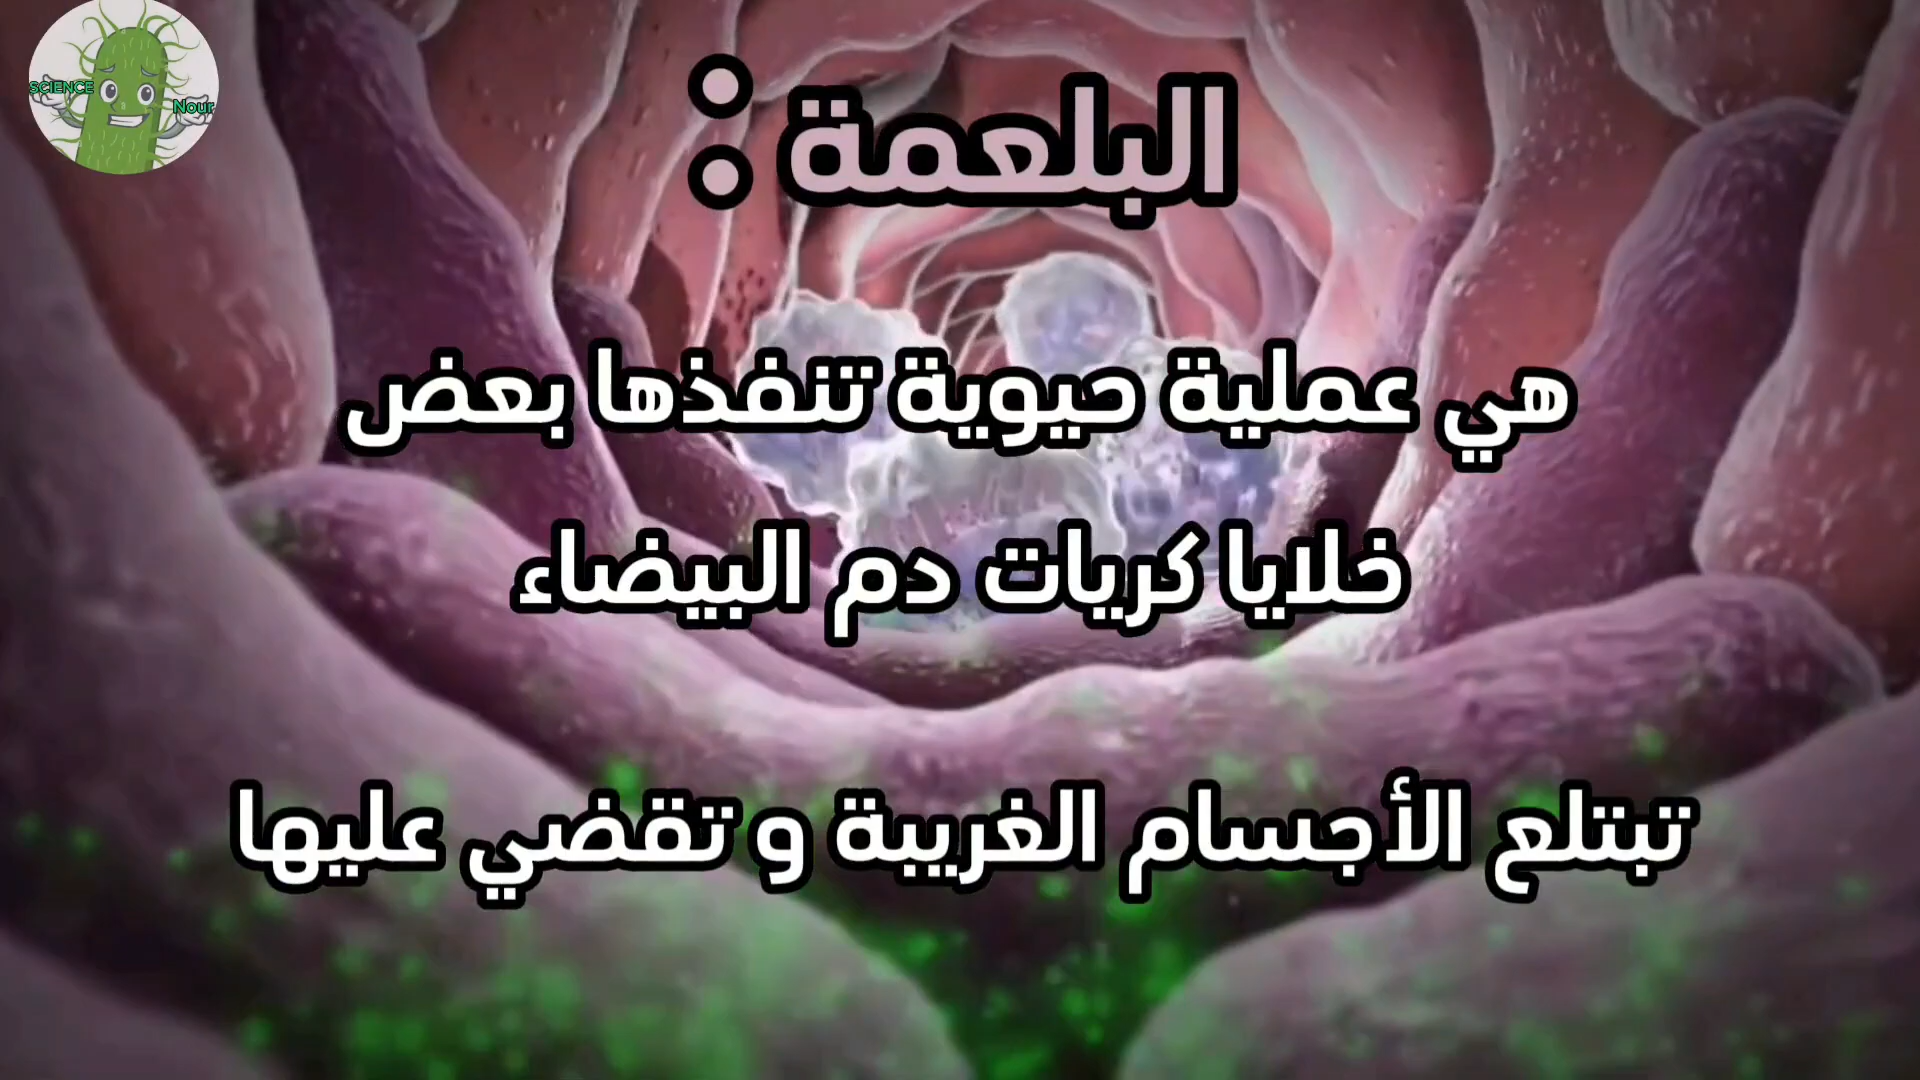 SCIENCE
Nour
البلعمة :
هي عملية حيوية تنفذها بعض
خلايا كريات دم البيضاء
تبتلع الأجسام الغريبة و تقضي عليها